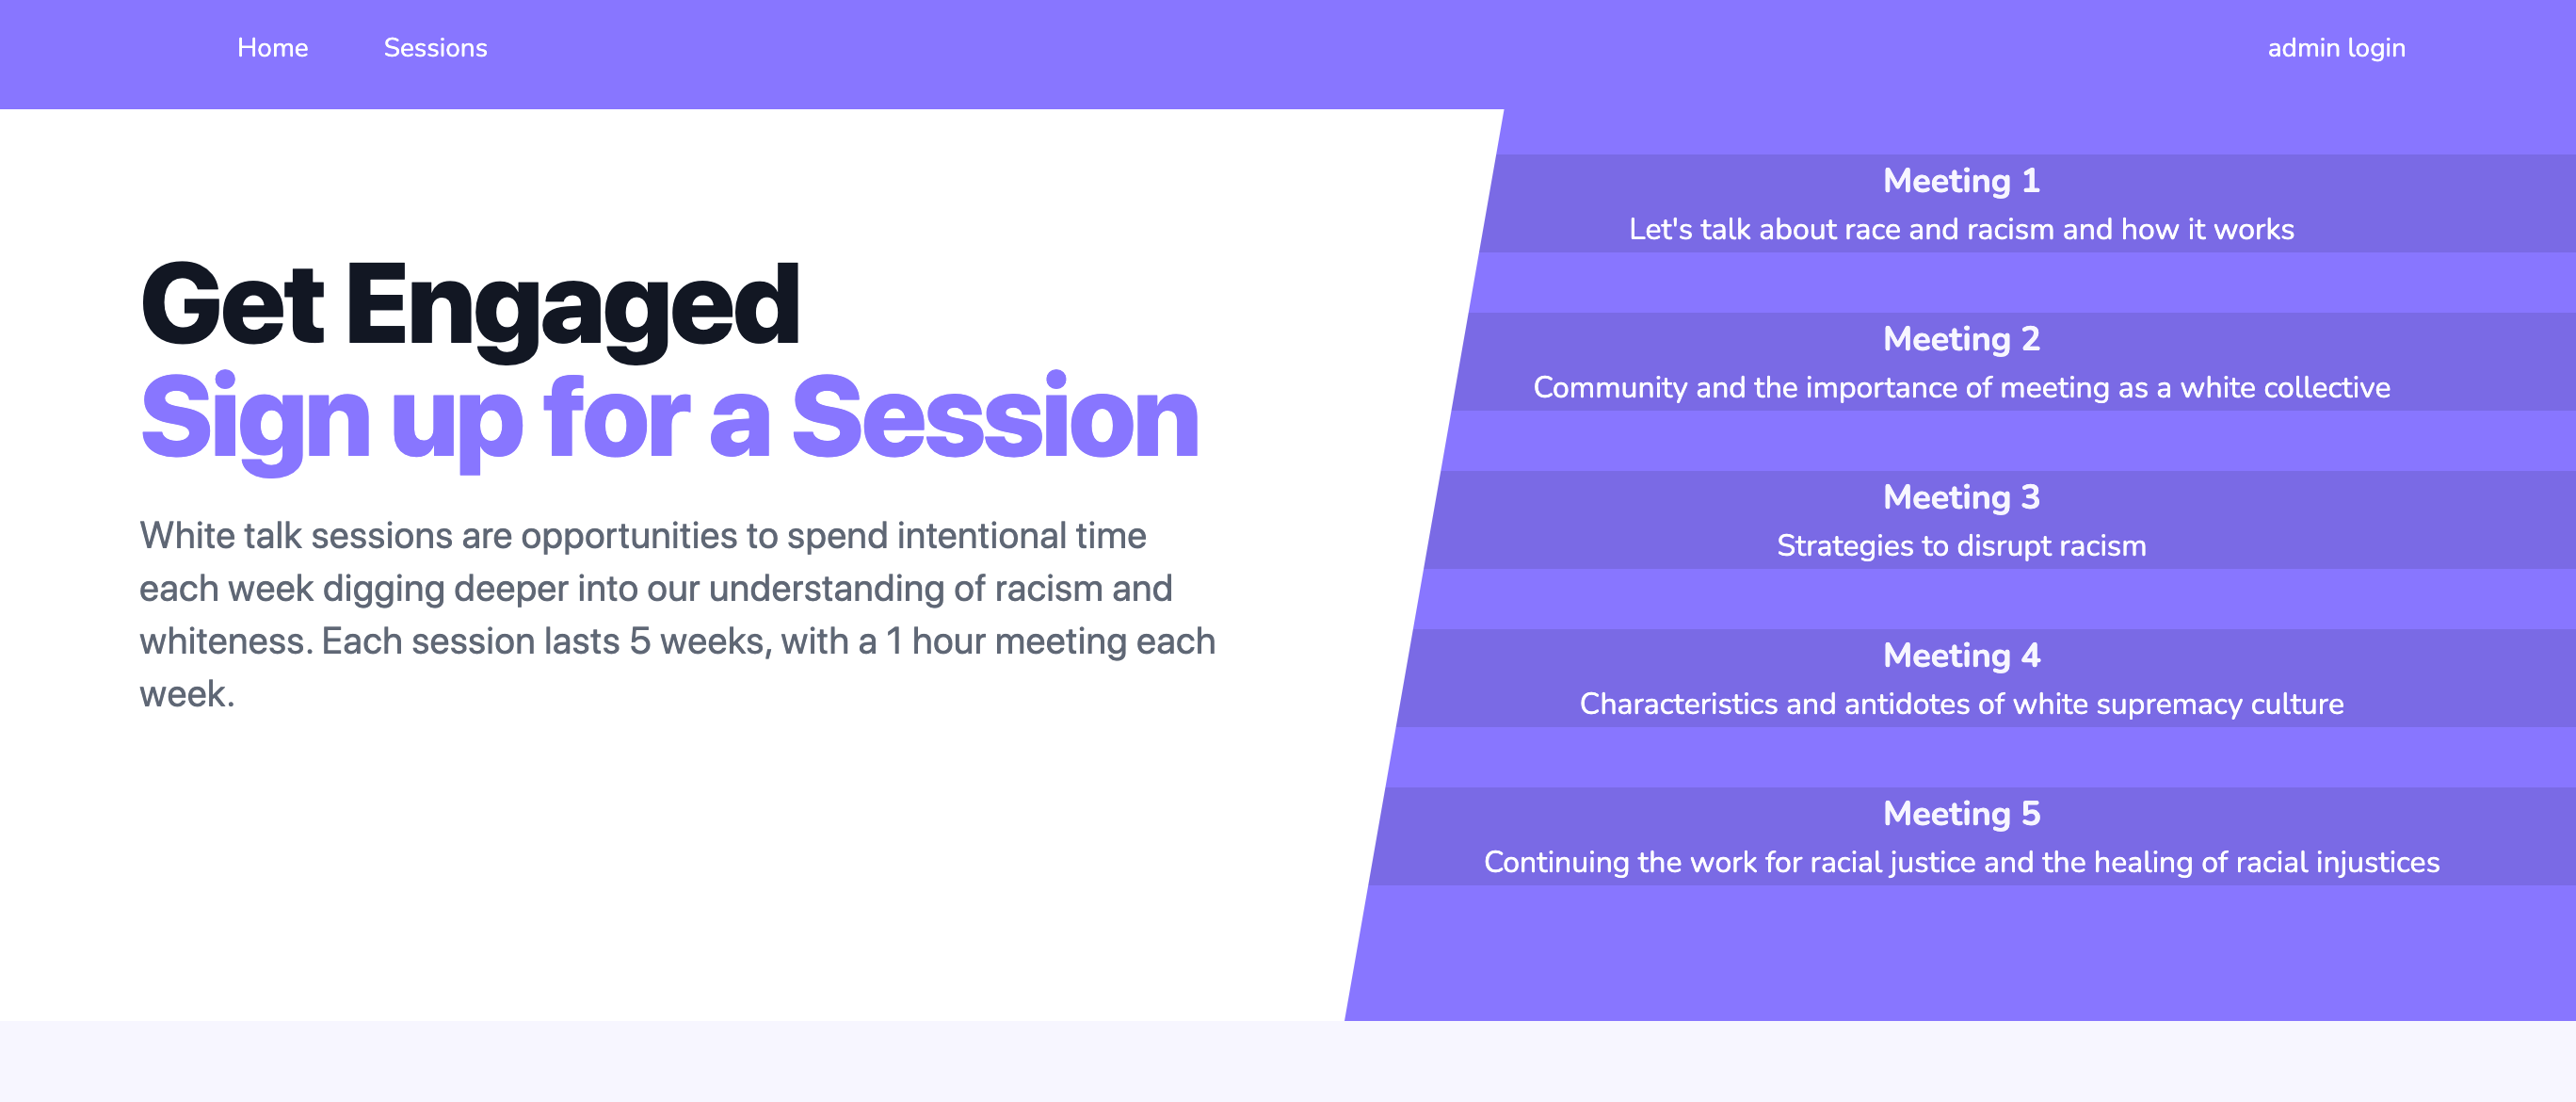 Home
Sessions
admin login
Get Engaged
Sign up for a Session
White talk sessions are opportunities to spend intentional time
each week digging deeper into our understanding of racism and
whiteness. Each session lasts 5 weeks, with a 1 hour meeting each
week.
Meeting 1
Let's talk about race and racism and how it works
Meeting 2
Community and the importance of meeting as a white collective
Meeting 3
Strategies to disrupt racism
Meeting 4
Characteristics and antidotes of white supremacy culture
Meeting 5
Continuing the work for racial justice and the healing of racial injustices